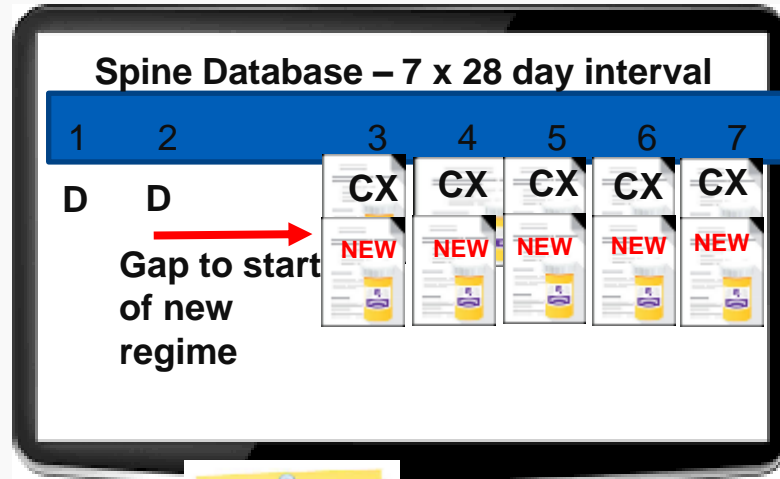 Spine Database – 7 x 28 day interval
1 2 3 4 5 6 7
D D CX CX CX CX CX
NEW NEW NEW NEW NEW
Gap to start
of new
regime